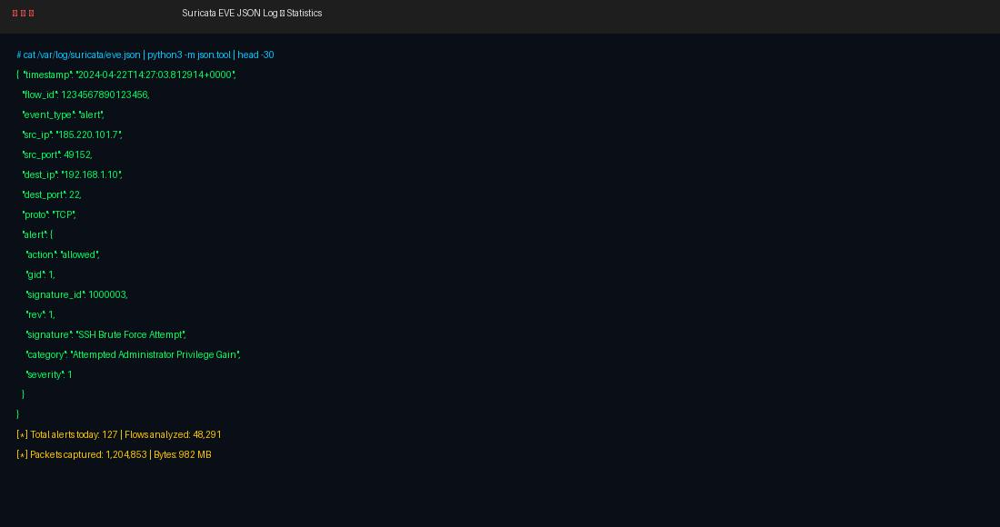 Suricata EVE JSON Log Statistics
# cat /var/log/suricata/eve.json | python3 -m json.tool | head -30
{ "timestamp": "2024-04-22T14:27:03.812914+0000",
"flow_id": 1234567890123456,
"event_type": "alert",
"src_ip": "185.220.101.7",
"src_port": 49152,
"dest_ip": "192.168.1.10",
"dest_port": 22,
"proto": "TCP",
"alert": {
"action": "allowed",
"gid": 1,
"signature_id": 1000003,
"rev": 1,
"signature": "SSH Brute Force Attempt",
"category": "Attempted Administrator Privilege Gain",
"severity": 1
}
}
[*] Total alerts today: 127 | Flows analyzed: 48,291
[*] Packets captured: 1,204,853 | Bytes: 982 MB